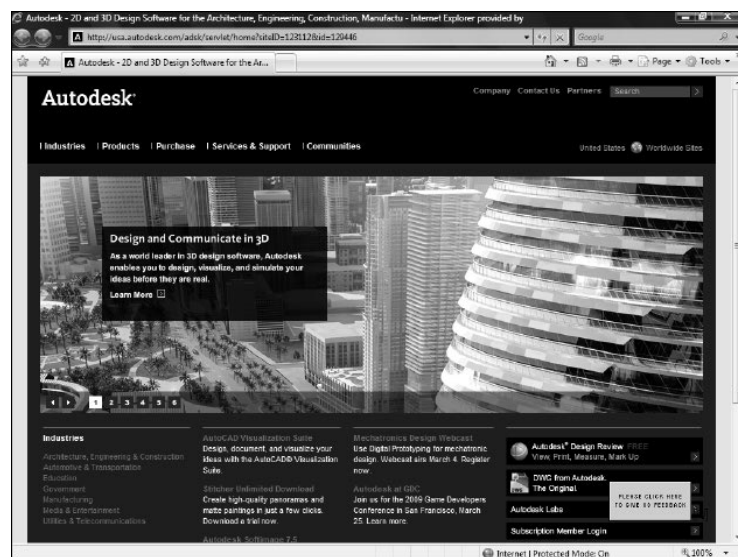 Autodesk - 2D and 3D Design Software for the Architecture, Engineering, Construction, Manufactu - Internet Explorer provided by
http://usa.autodesk.com/adsk/servlet/home?siteID=123112&id=129446
Google
Autodesk - 2D and 3D Design Software for the Ar...
Page
Tools
Autodesk
Company Contact Us Partners Search
Industries Products Purchase Services & Support Communities
United States Worldwide Sites
Design and Communicate in 3D
As a world leader in 3D design software, Autodesk
enables you to design, visualize, and simulate your
ideas before they are real.
Learn More
1 2 3 4 5 6
Industries
Architecture, Engineering & Construction
Automotive & Transportation
Education
Government
Manufacturing
Media & Entertainment
Utilities & Telecommunications
AutoCAD Visualization Suite
Design, document, and visualize your
ideas with the AutoCAD® Visualization
Suite.
Stitcher Unlimited Download
Create high-quality panoramas and
matte paintings in just a few clicks.
Download a trial now.
Autodesk Softimage 7.5
Mechatronics Design Webcast
Use Digital Prototyping for mechatronic
design. Webcast airs March 4. Register
now.
Autodesk at GDC
Join us for the 2009 Game Developers
Conference in San Francisco, March
25. Learn more.
Autodesk® Design Review FREE
View, Print, Measure, Mark Up
DWG from Autodesk.
The Original.
Autodesk Labs
Subscription Member Login
PLEASE CLICK HERE
TO GIVE US FEEDBACK
Internet | Protected Mode: On
100%